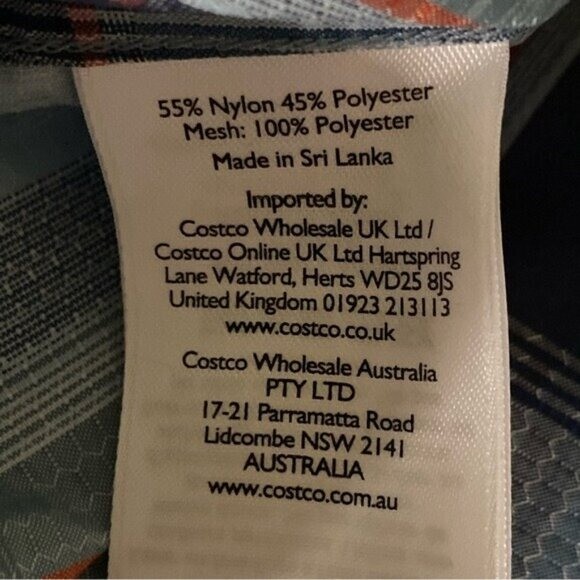 55% Nylon 45% Polyester
Mesh: 100% Polyester
Made in Sri Lanka
Imported by:
Costco Wholesale UK Ltd /
Costco Online UK Ltd Hartspring
Lane Watford, Herts WD25 8JS
United Kingdom 01923 213113
www.costco.co.uk
Costco Wholesale Australia
PTY LTD
17-21 Parramatta Road
Lidcombe NSW 2141
AUSTRALIA
www.costco.com.au